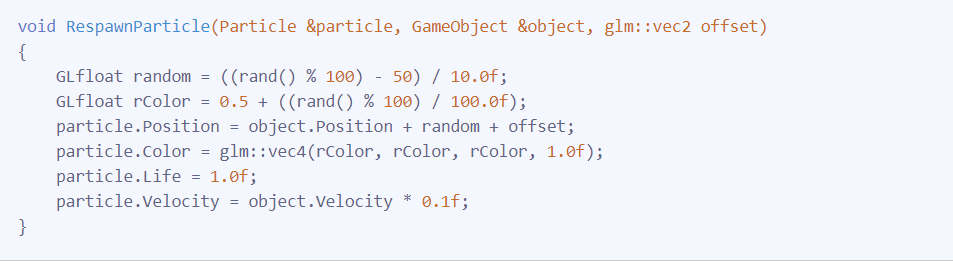 void RespawnParticle(Particle &particle, GameObject &object, glm::vec2 offset)
{
    GLfloat random = ((rand() % 100) - 50) / 10.0f;
    GLfloat rColor = 0.5 + ((rand() % 100) / 100.0f);
    particle.Position = object.Position + random + offset;
    particle.Color = glm::vec4(rColor, rColor, rColor, 1.0f);
    particle.Life = 1.0f;
    particle.Velocity = object.Velocity * 0.1f;
}